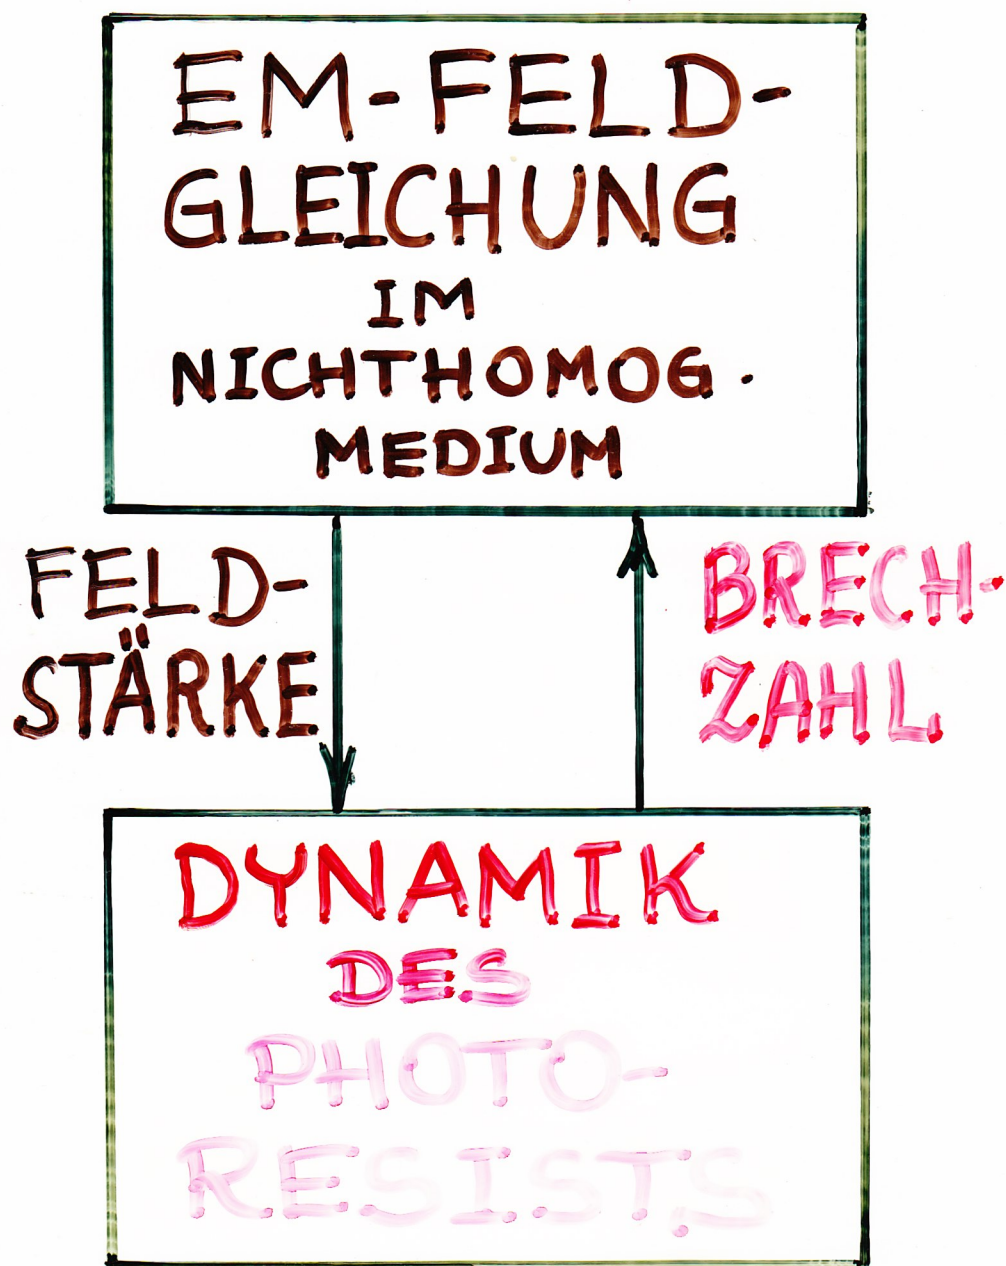 EM-FELD-
GLEICHUNG
IM
NICHTHOMOG.
MEDIUM
FELD-
STÄRKE
BRECH-
ZAHL
DYNAMIK
DES
PHOTO-
RESISTS